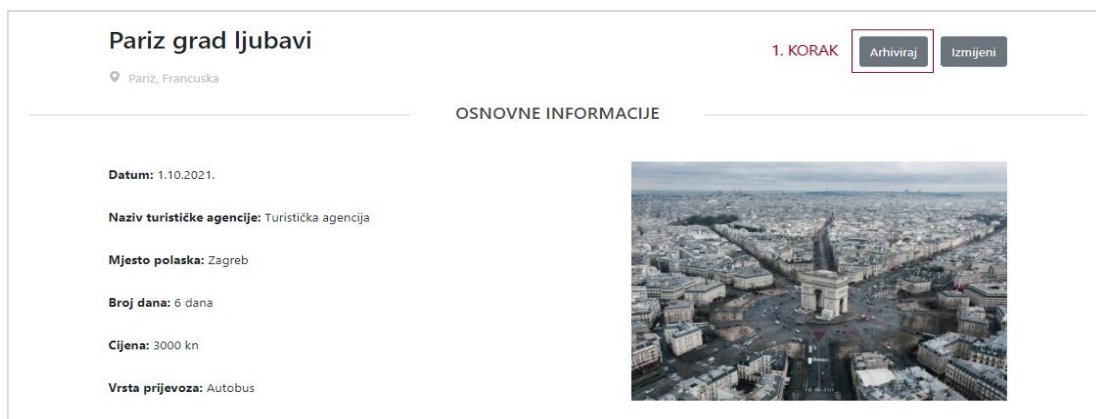 Pariz grad ljubavi
1. KORAK
Arhiviraj
Izmijeni
Pariz, Francuska
OSNOVNE INFORMACIJE
Datum: 1.10.2021.
Naziv turističke agencije: Turistička agencija
Mjesto polaska: Zagreb
Broj dana: 6 dana
Cijena: 3000 kn
Vrsta prijevoza: Autobus